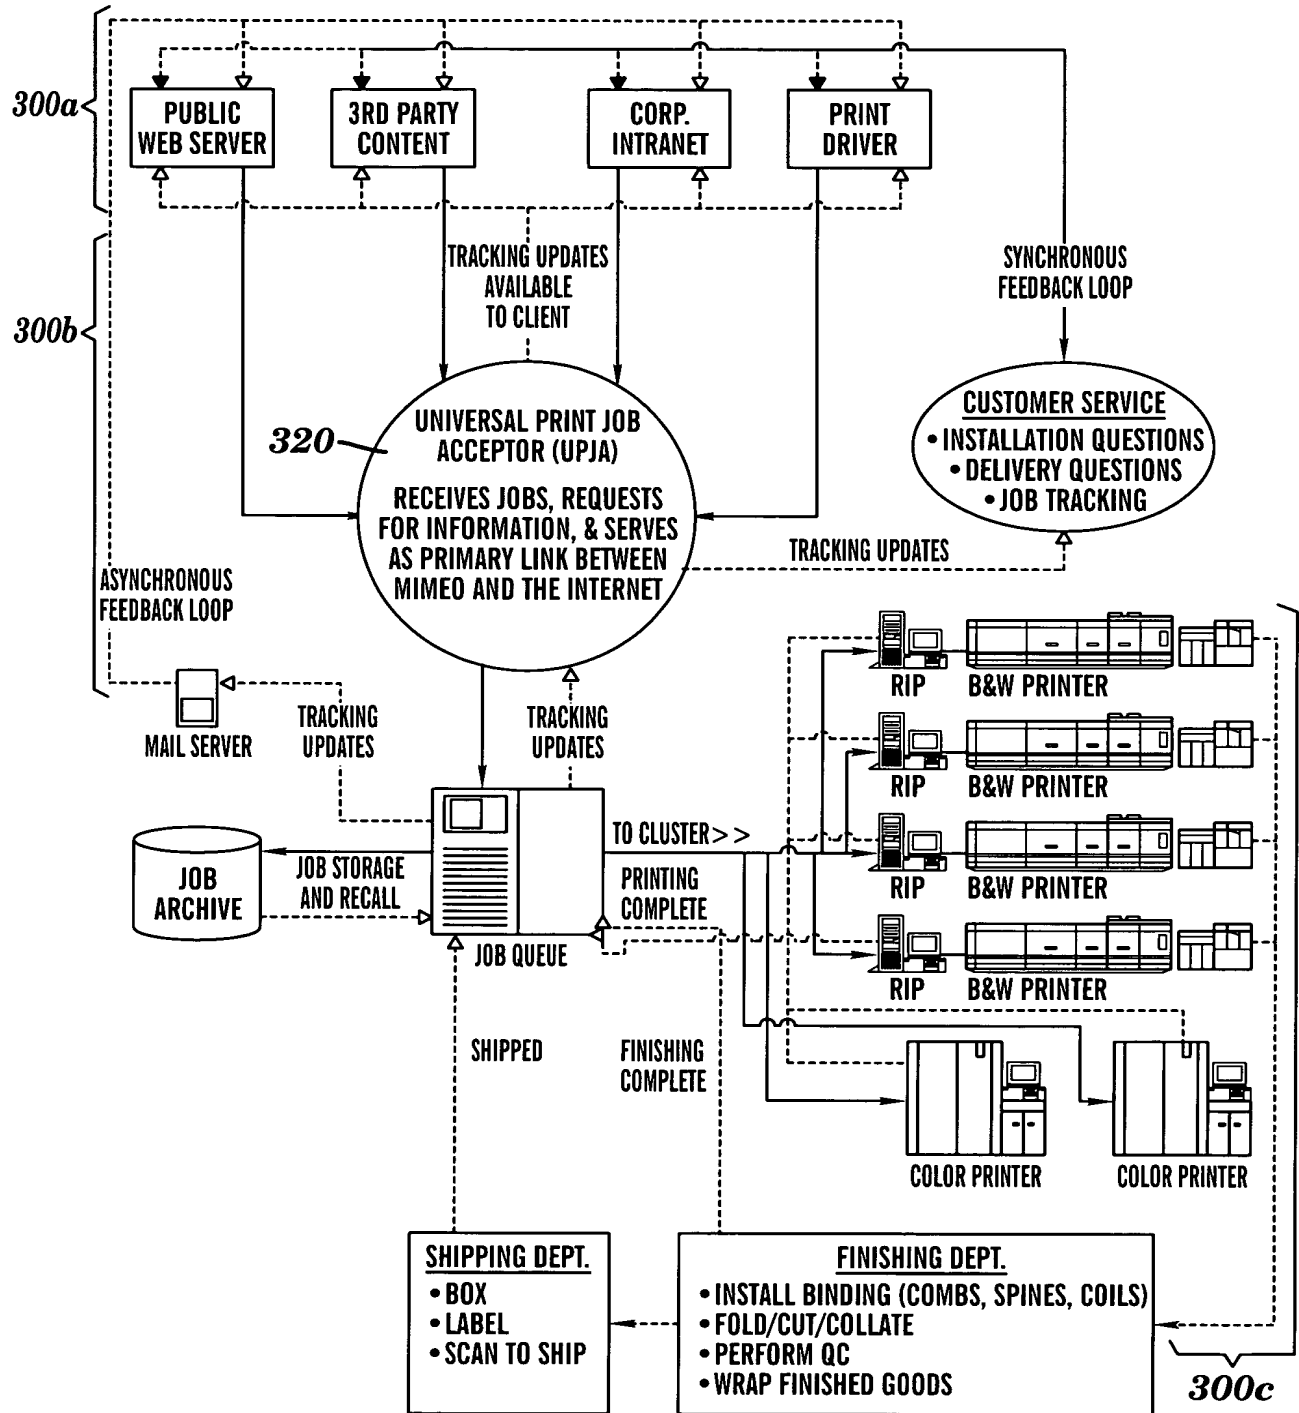 300a
PUBLIC
WEB SERVER
3RD PARTY
CONTENT
CORP.
INTRANET
PRINT
DRIVER
300b
TRACKING UPDATES
AVAILABLE
TO CLIENT
SYNCHRONOUS
FEEDBACK LOOP
320
UNIVERSAL PRINT JOB
ACCEPTOR (UPJA)
RECEIVES JOBS, REQUESTS
FOR INFORMATION, & SERVES
AS PRIMARY LINK BETWEEN
MIMEO AND THE INTERNET
CUSTOMER SERVICE
• INSTALLATION QUESTIONS
• DELIVERY QUESTIONS
• JOB TRACKING
TRACKING UPDATES
ASYNCHRONOUS
FEEDBACK LOOP
MAIL SERVER
TRACKING
UPDATES
TRACKING
UPDATES
RIP
B&W PRINTER
RIP
B&W PRINTER
RIP
B&W PRINTER
RIP
B&W PRINTER
TO CLUSTER>>
JOB
ARCHIVE
JOB STORAGE
AND RECALL
PRINTING
COMPLETE
JOB QUEUE
SHIPPED
FINISHING
COMPLETE
COLOR PRINTER
COLOR PRINTER
SHIPPING DEPT.
• BOX
• LABEL
• SCAN TO SHIP
FINISHING DEPT.
• INSTALL BINDING (COMBS, SPINES, COILS)
• FOLD/CUT/COLLATE
• PERFORM QC
• WRAP FINISHED GOODS
300c